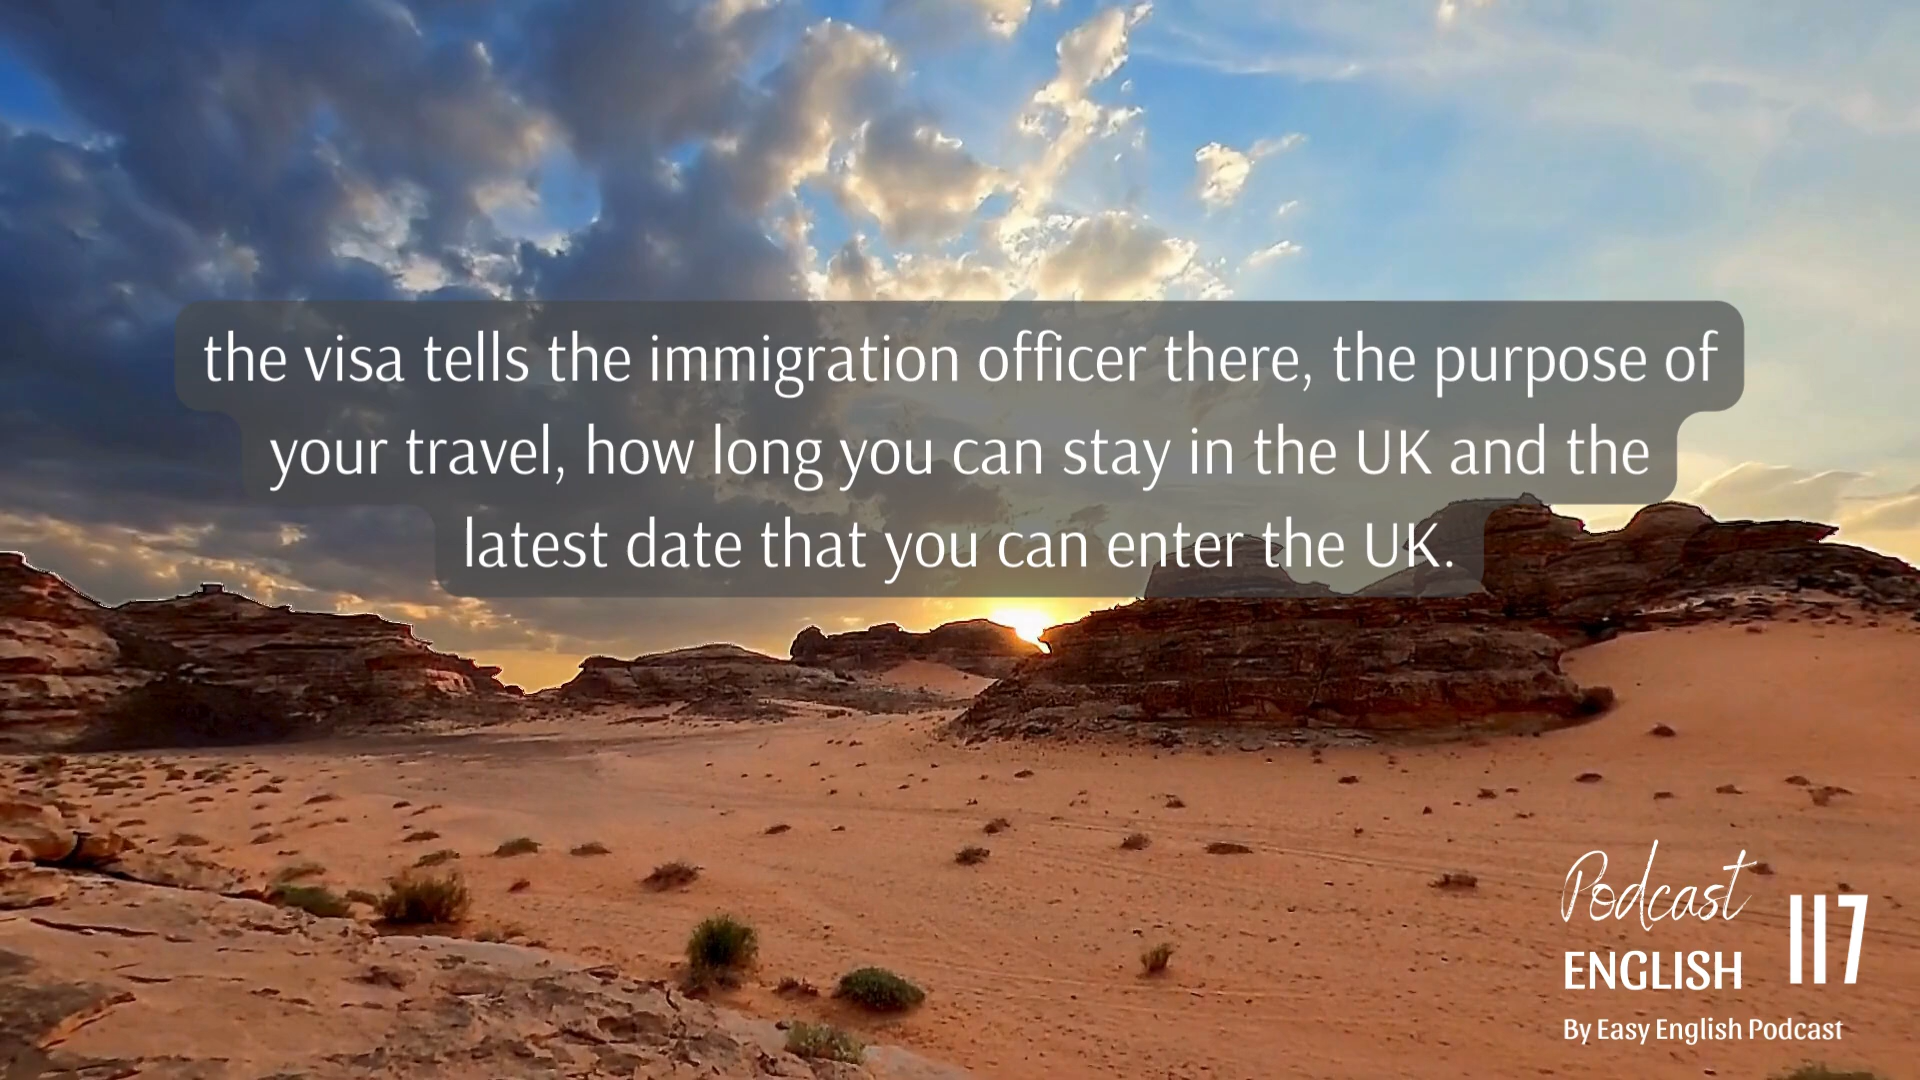 the visa tells the immigration officer there, the purpose of
your travel, how long you can stay in the UK and the
latest date that you can enter the UK.
Podcast
ENGLISH
117
By Easy English Podcast